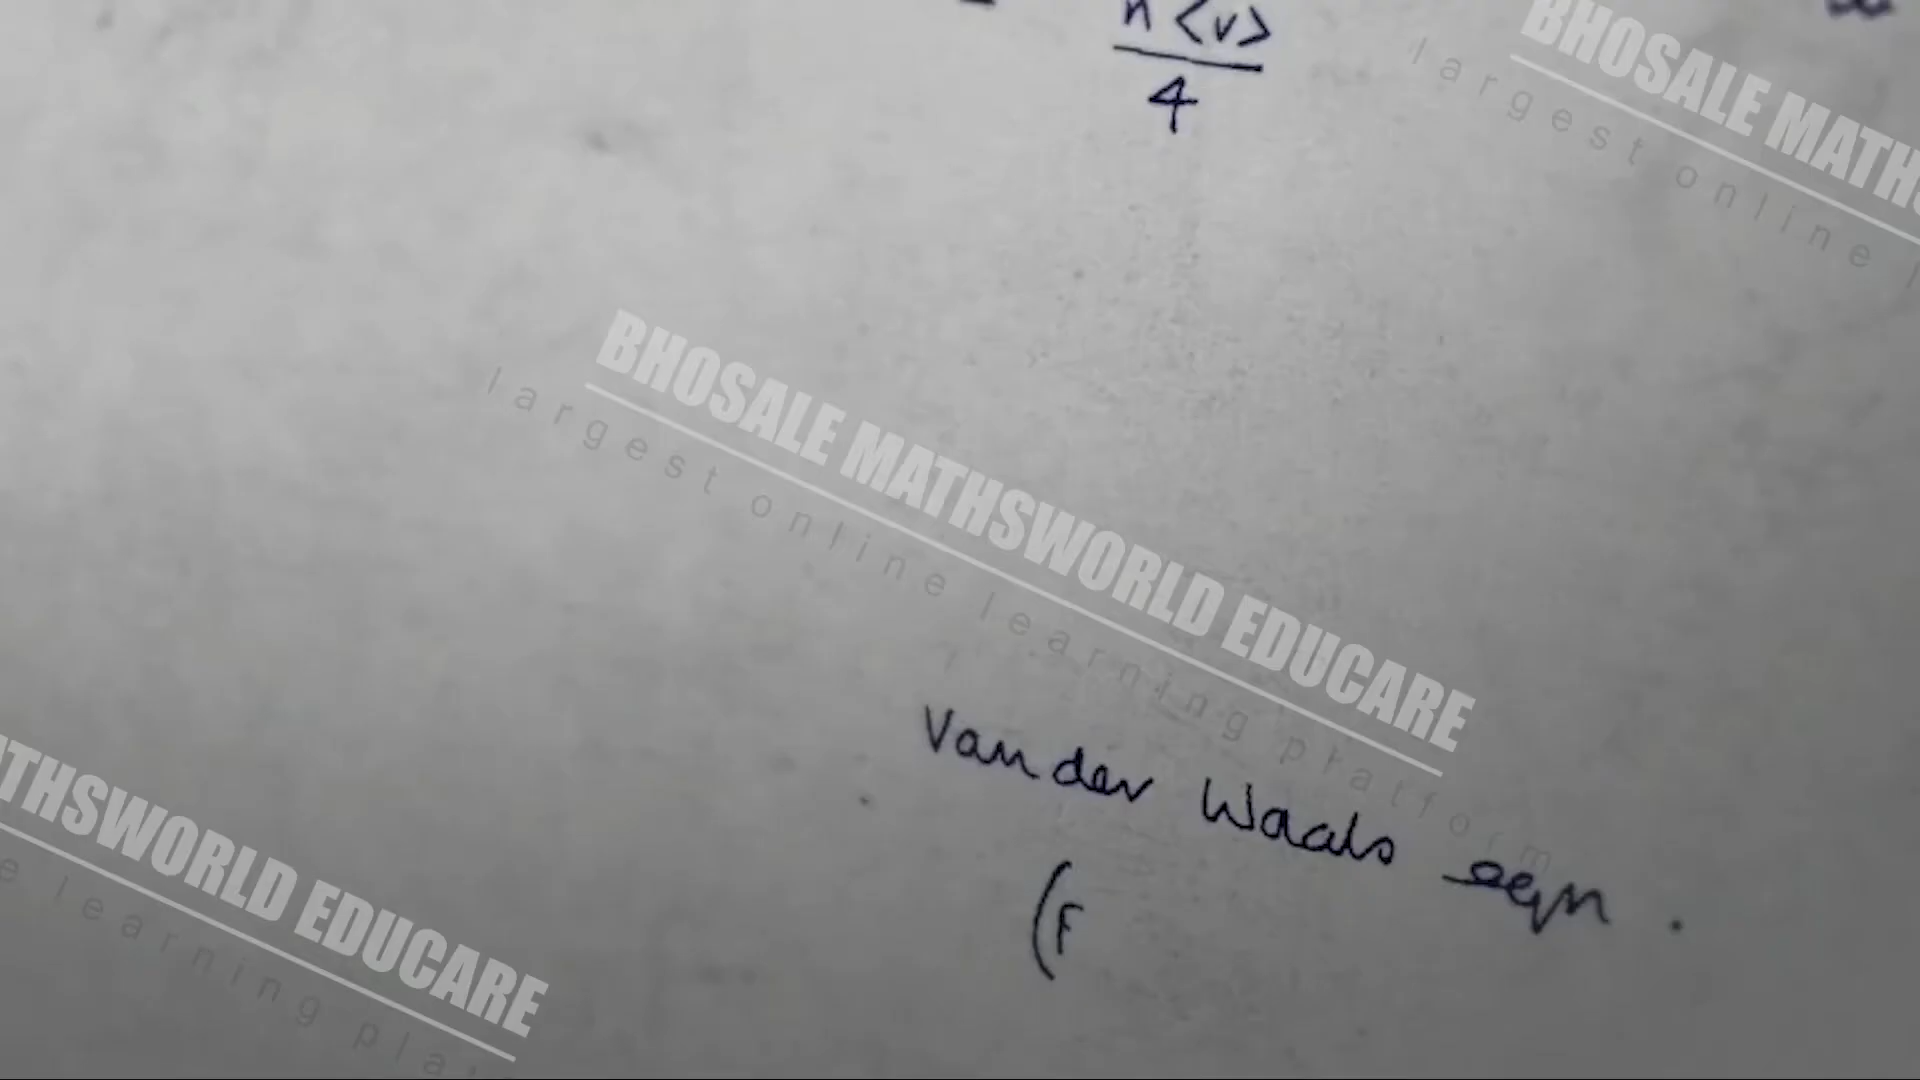 n <v>
4
BHOSALE MATHS
largest online l
BHOSALE MATHSWORLD EDUCARE
largest online learning platform
Van der Waals eqn .
(F
THSWORLD EDUCARE
e learning pla